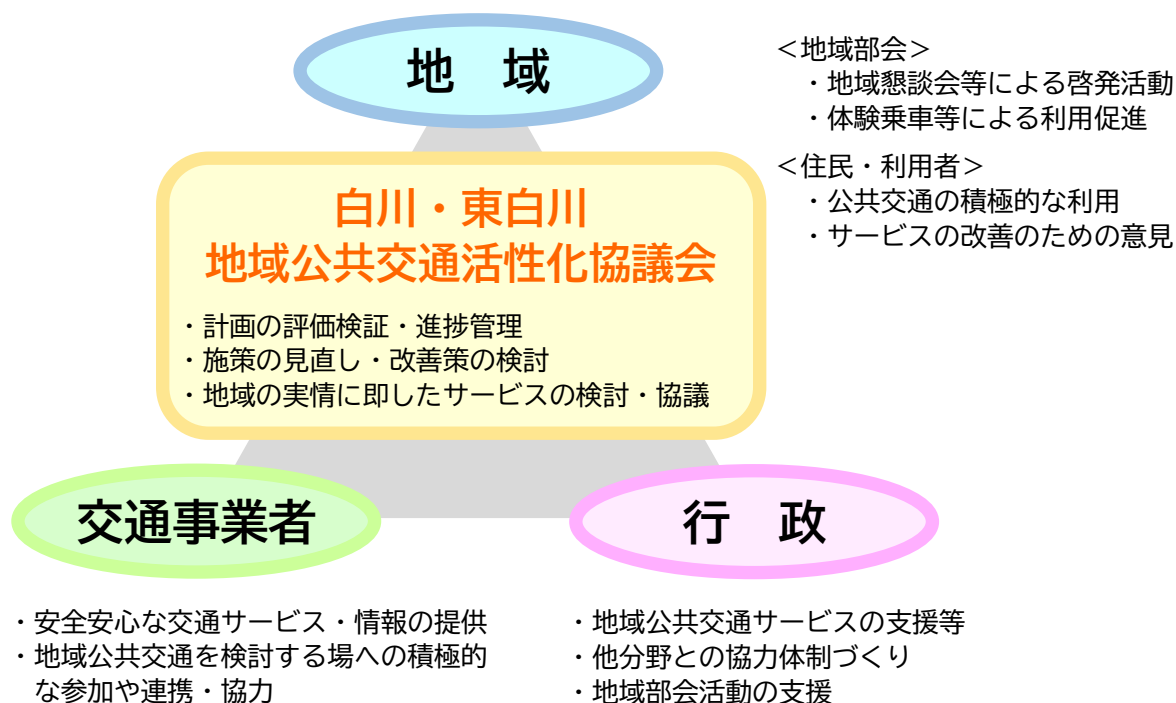 地　域
＜地域部会＞
・地域懇談会等による啓発活動
・体験乗車等による利用促進
＜住民・利用者＞
・公共交通の積極的な利用
・サービスの改善のための意見
白川・東白川
地域公共交通活性化協議会
・計画の評価検証・進捗管理
・施策の見直し・改善策の検討
・地域の実情に即したサービスの検討・協議
交通事業者
・安全安心な交通サービス・情報の提供
・地域公共交通を検討する場への積極的
な参加や連携・協力
行　政
・地域公共交通サービスの支援等
・他分野との協力体制づくり
・地域部会活動の支援